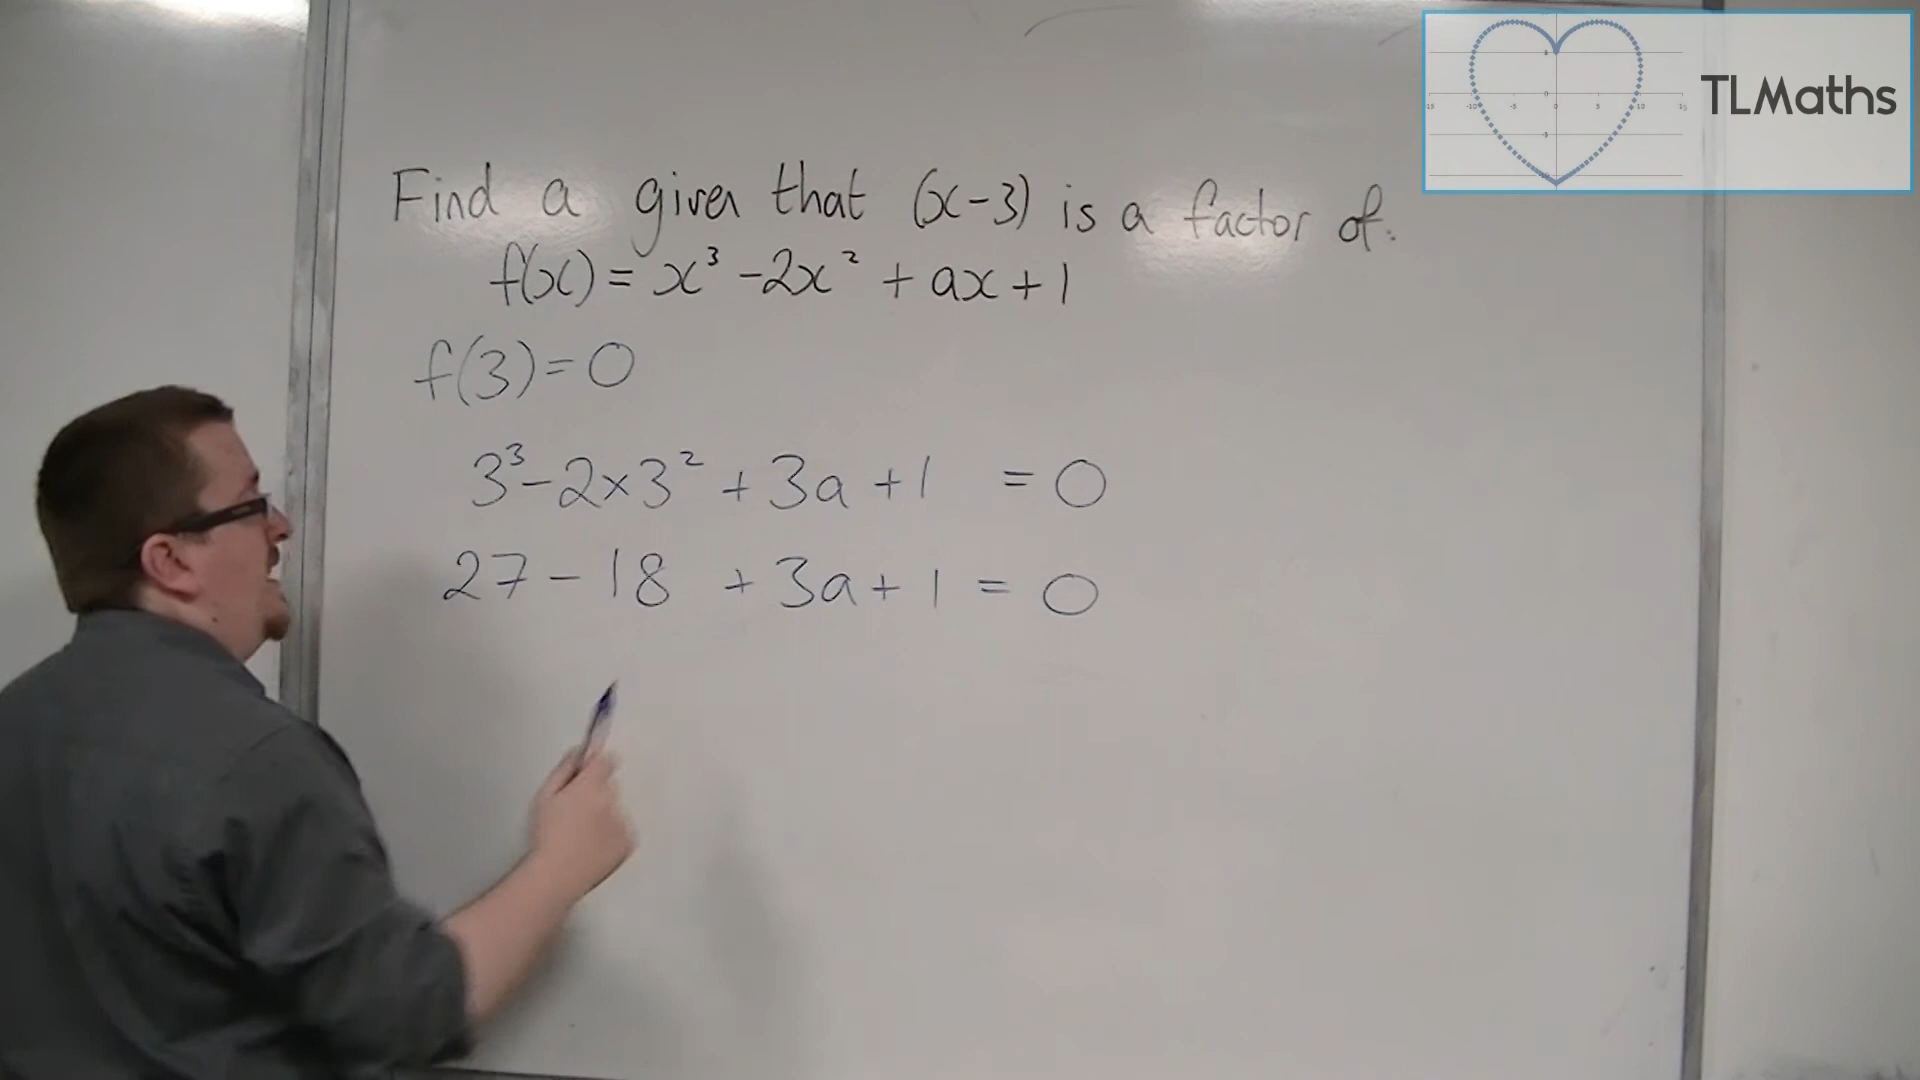 TLMaths
Find a given that (x-3) is a factor of.
f(x) = x³ - 2x² + ax + 1
f(3) = 0
3³ - 2×3² + 3a + 1 = 0
27 - 18 + 3a + 1 = 0